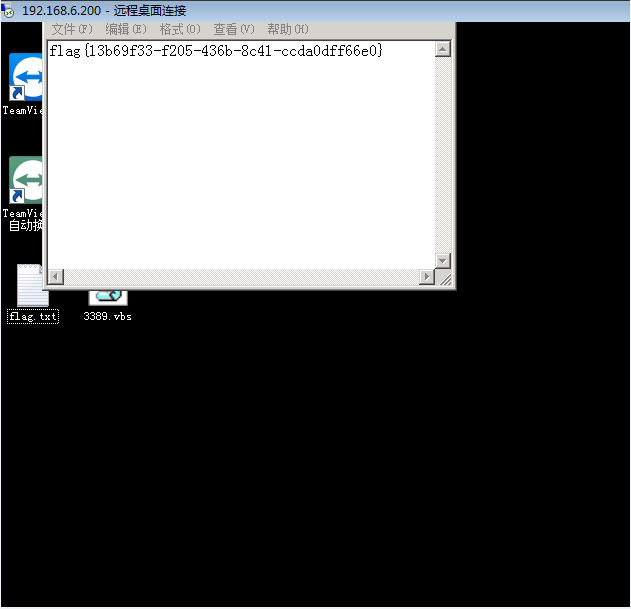 192.168.6.200 - 远程桌面连接
文件(F) 编辑(E) 格式(O) 查看(V) 帮助(H)
flag{13b69f33-f205-436b-8c41-ccda0dff66e0}
TeamVie
TeamVie
自动换
flag.txt
3389.vbs